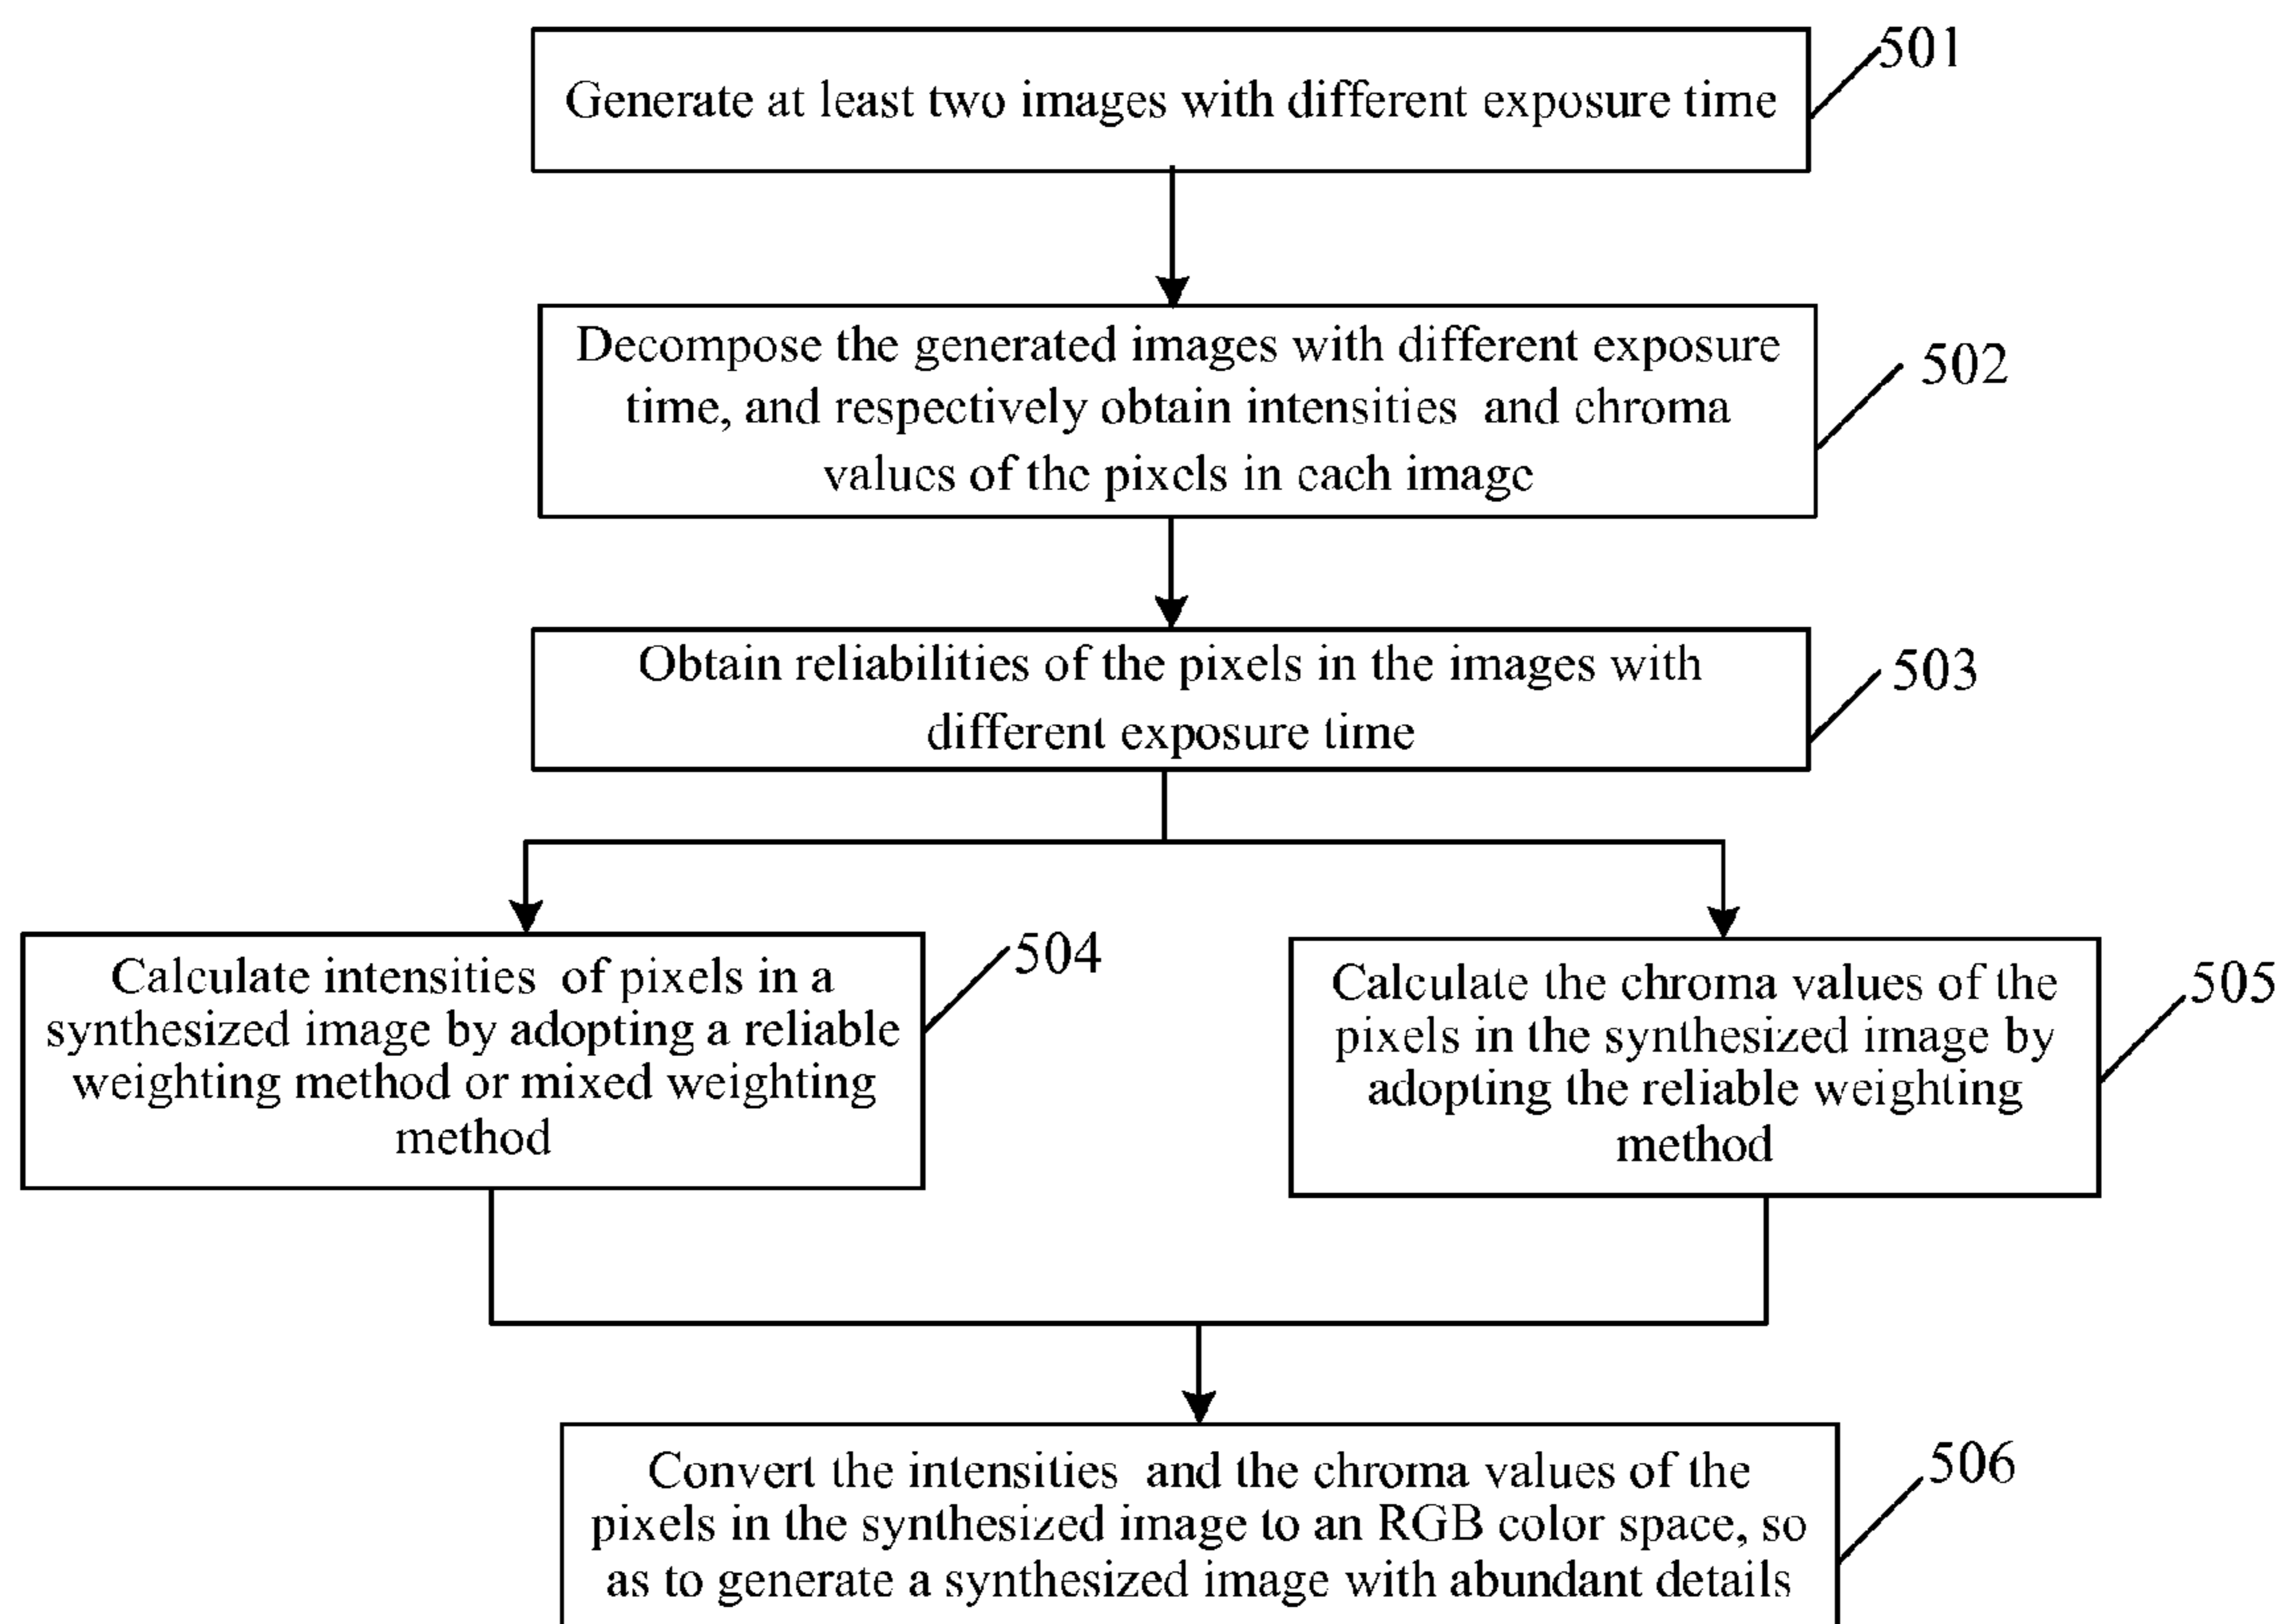 Generate at least two images with different exposure time
501
Decompose the generated images with different exposure
time, and respectively obtain intensities and chroma
values of the pixels in each image
502
Obtain reliabilities of the pixels in the images with
different exposure time
503
Calculate intensities of pixels in a
synthesized image by adopting a reliable
weighting method or mixed weighting
method
504
Calculate the chroma values of the
pixels in the synthesized image by
adopting the reliable weighting
method
505
Convert the intensities and the chroma values of the
pixels in the synthesized image to an RGB color space, so
as to generate a synthesized image with abundant details
506